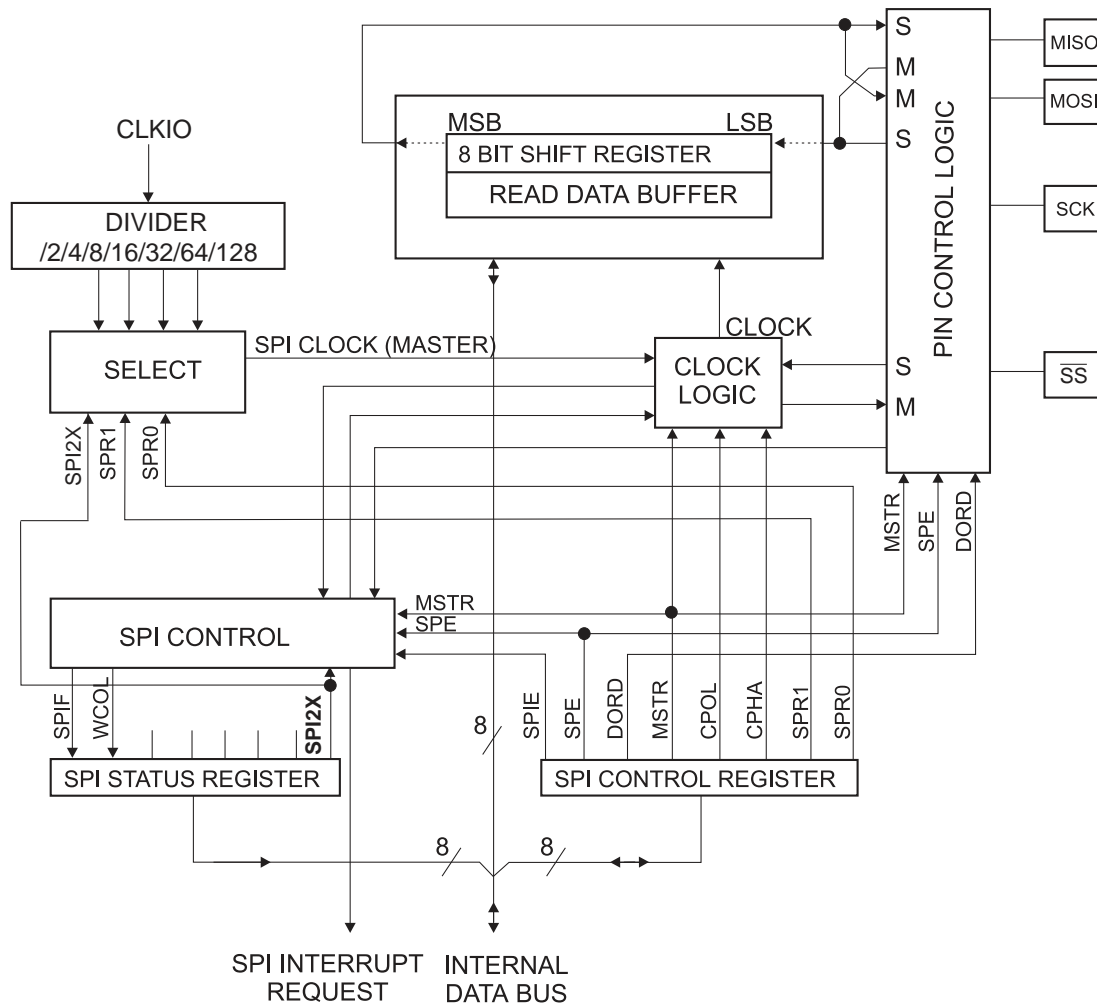 S
MISO
M
M
MOSI
MSB
LSB
S
CLKIO
8 BIT SHIFT REGISTER
READ DATA BUFFER
PIN CONTROL LOGIC
SCK
DIVIDER
/2/4/8/16/32/64/128
CLOCK
SPI CLOCK (MASTER)
SELECT
CLOCK
LOGIC
S
SS
M
SPI2X
SPR1
SPR0
MSTR
SPE
DORD
MSTR
SPE
SPI CONTROL
SPIF
WCOL
SPI2X
8
SPIE
SPE
DORD
MSTR
CPOL
CPHA
SPR1
SPR0
SPI STATUS REGISTER
SPI CONTROL REGISTER
8
8
SPI INTERRUPT
REQUEST
INTERNAL
DATA BUS